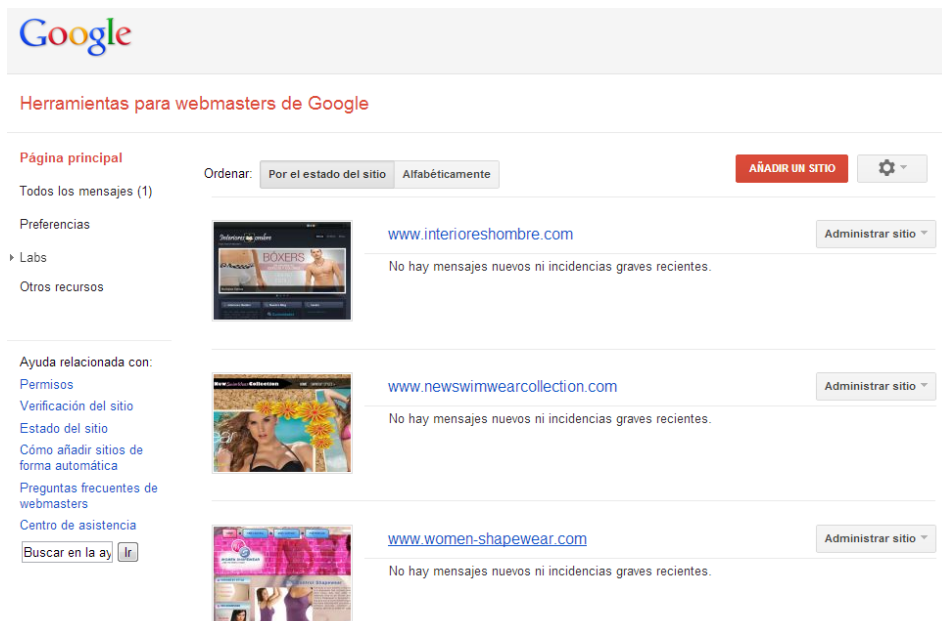 Google
Herramientas para webmasters de Google
Página principal
Todos los mensajes (1)
Preferencias
Labs
Otros recursos
Ayuda relacionada con:
Permisos
Verificación del sitio
Estado del sitio
Cómo añadir sitios de
forma automática
Preguntas frecuentes de
webmasters
Centro de asistencia
Buscar en la ay
Ir
Ordenar:
Por el estado del sitio
Alfabéticamente
AÑADIR UN SITIO
www.interioreshombre.com
Administrar sitio
No hay mensajes nuevos ni incidencias graves recientes.
BÓXERS
www.newswimwearcollection.com
Administrar sitio
No hay mensajes nuevos ni incidencias graves recientes.
New Swimwear Collection
www.women-shapewear.com
Administrar sitio
No hay mensajes nuevos ni incidencias graves recientes.
Control Shapewear